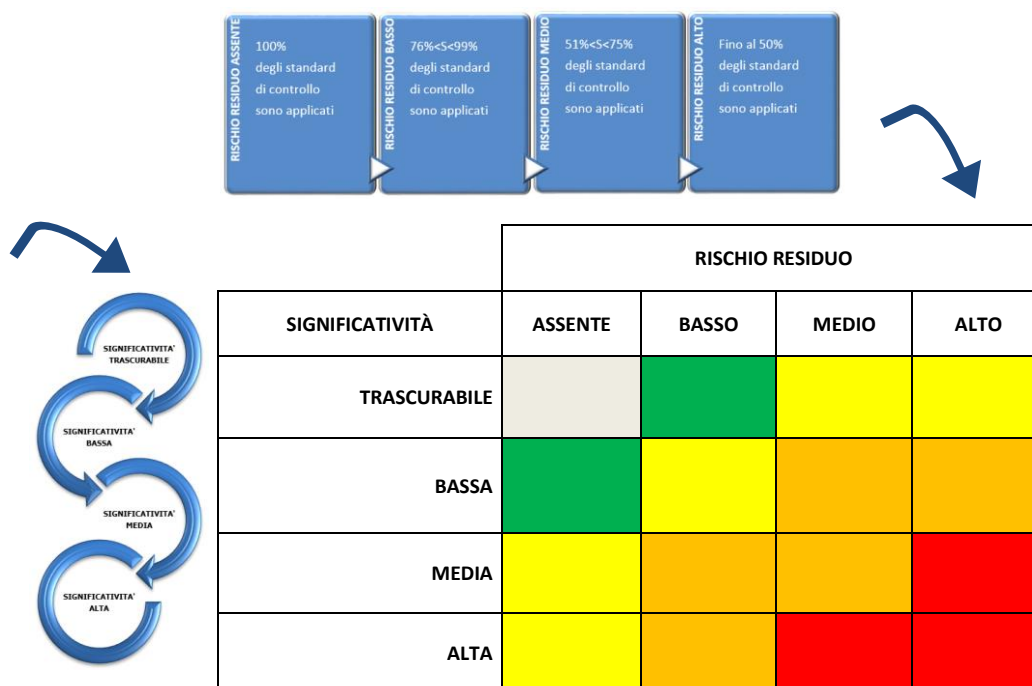 RISCHIO RESIDUO ASSENTE
100%
degli standard
di controllo
sono applicati
RISCHIO RESIDUO BASSO
76%<S<99%
degli standard
di controllo
sono applicati
RISCHIO RESIDUO MEDIO
51%<S<75%
degli standard
di controllo
sono applicati
RISCHIO RESIDUO ALTO
Fino al 50%
degli standard
di controllo
sono applicati
SIGNIFICATIVITA'
TRASCURABILE
SIGNIFICATIVITA'
BASSA
SIGNIFICATIVITA'
MEDIA
SIGNIFICATIVITA'
ALTA
RISCHIO RESIDUO
SIGNIFICATIVITÀ ASSENTE BASSO MEDIO ALTO
TRASCURABILE
BASSA
MEDIA
ALTA